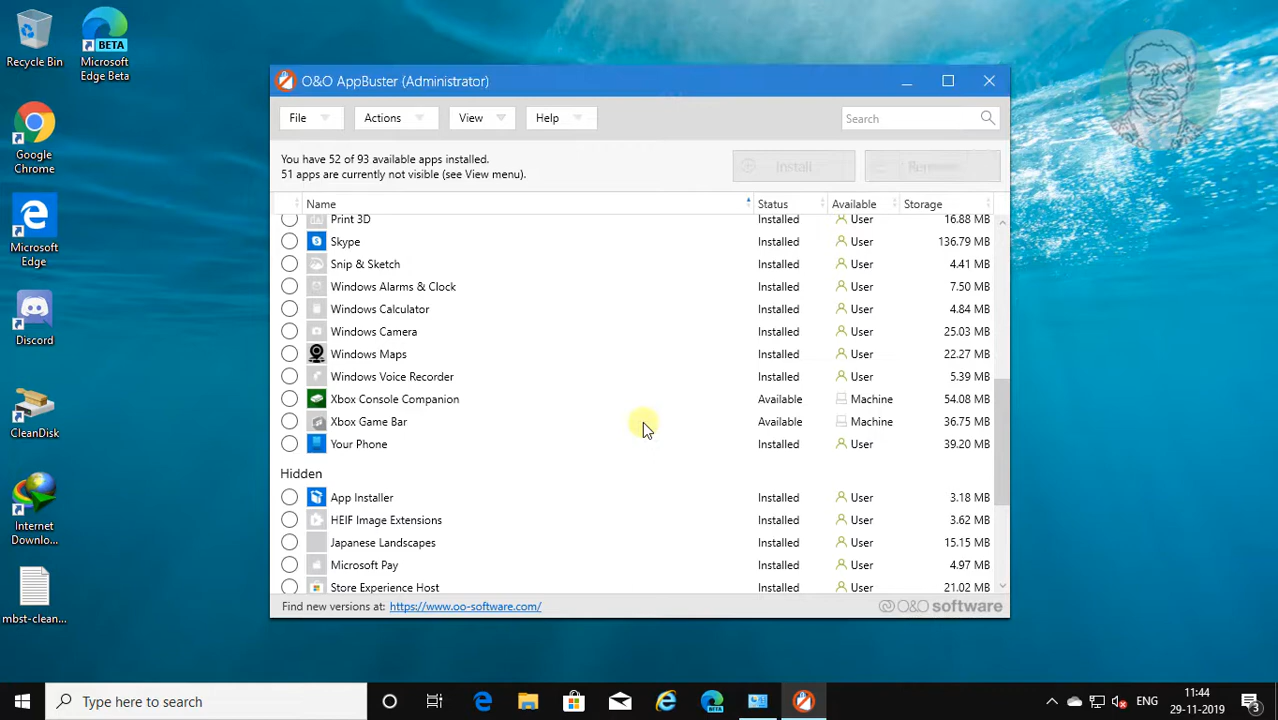 Recycle Bin
BETA
Microsoft
Edge Beta
Google
Chrome
Microsoft
Edge
Discord
CleanDisk
Internet
Downlo...
mbst-clean...
O&O AppBuster (Administrator)
File
Actions
View
Help
Search
You have 52 of 93 available apps installed.
51 apps are currently not visible (see View menu).
Install
Remove
Name Status Available Storage
Print 3D Installed User 16.88 MB
Skype Installed User 136.79 MB
Snip & Sketch Installed User 4.41 MB
Windows Alarms & Clock Installed User 7.50 MB
Windows Calculator Installed User 4.84 MB
Windows Camera Installed User 25.03 MB
Windows Maps Installed User 22.27 MB
Windows Voice Recorder Installed User 5.39 MB
Xbox Console Companion Available Machine 54.08 MB
Xbox Game Bar Available Machine 36.75 MB
Your Phone Installed User 39.20 MB
Hidden
App Installer Installed User 3.18 MB
HEIF Image Extensions Installed User 3.62 MB
Japanese Landscapes Installed User 15.15 MB
Microsoft Pay Installed User 4.97 MB
Store Experience Host Installed User 21.02 MB
Find new versions at: https://www.oo-software.com/
O&O software
Type here to search
ENG
11:44
29-11-2019
3